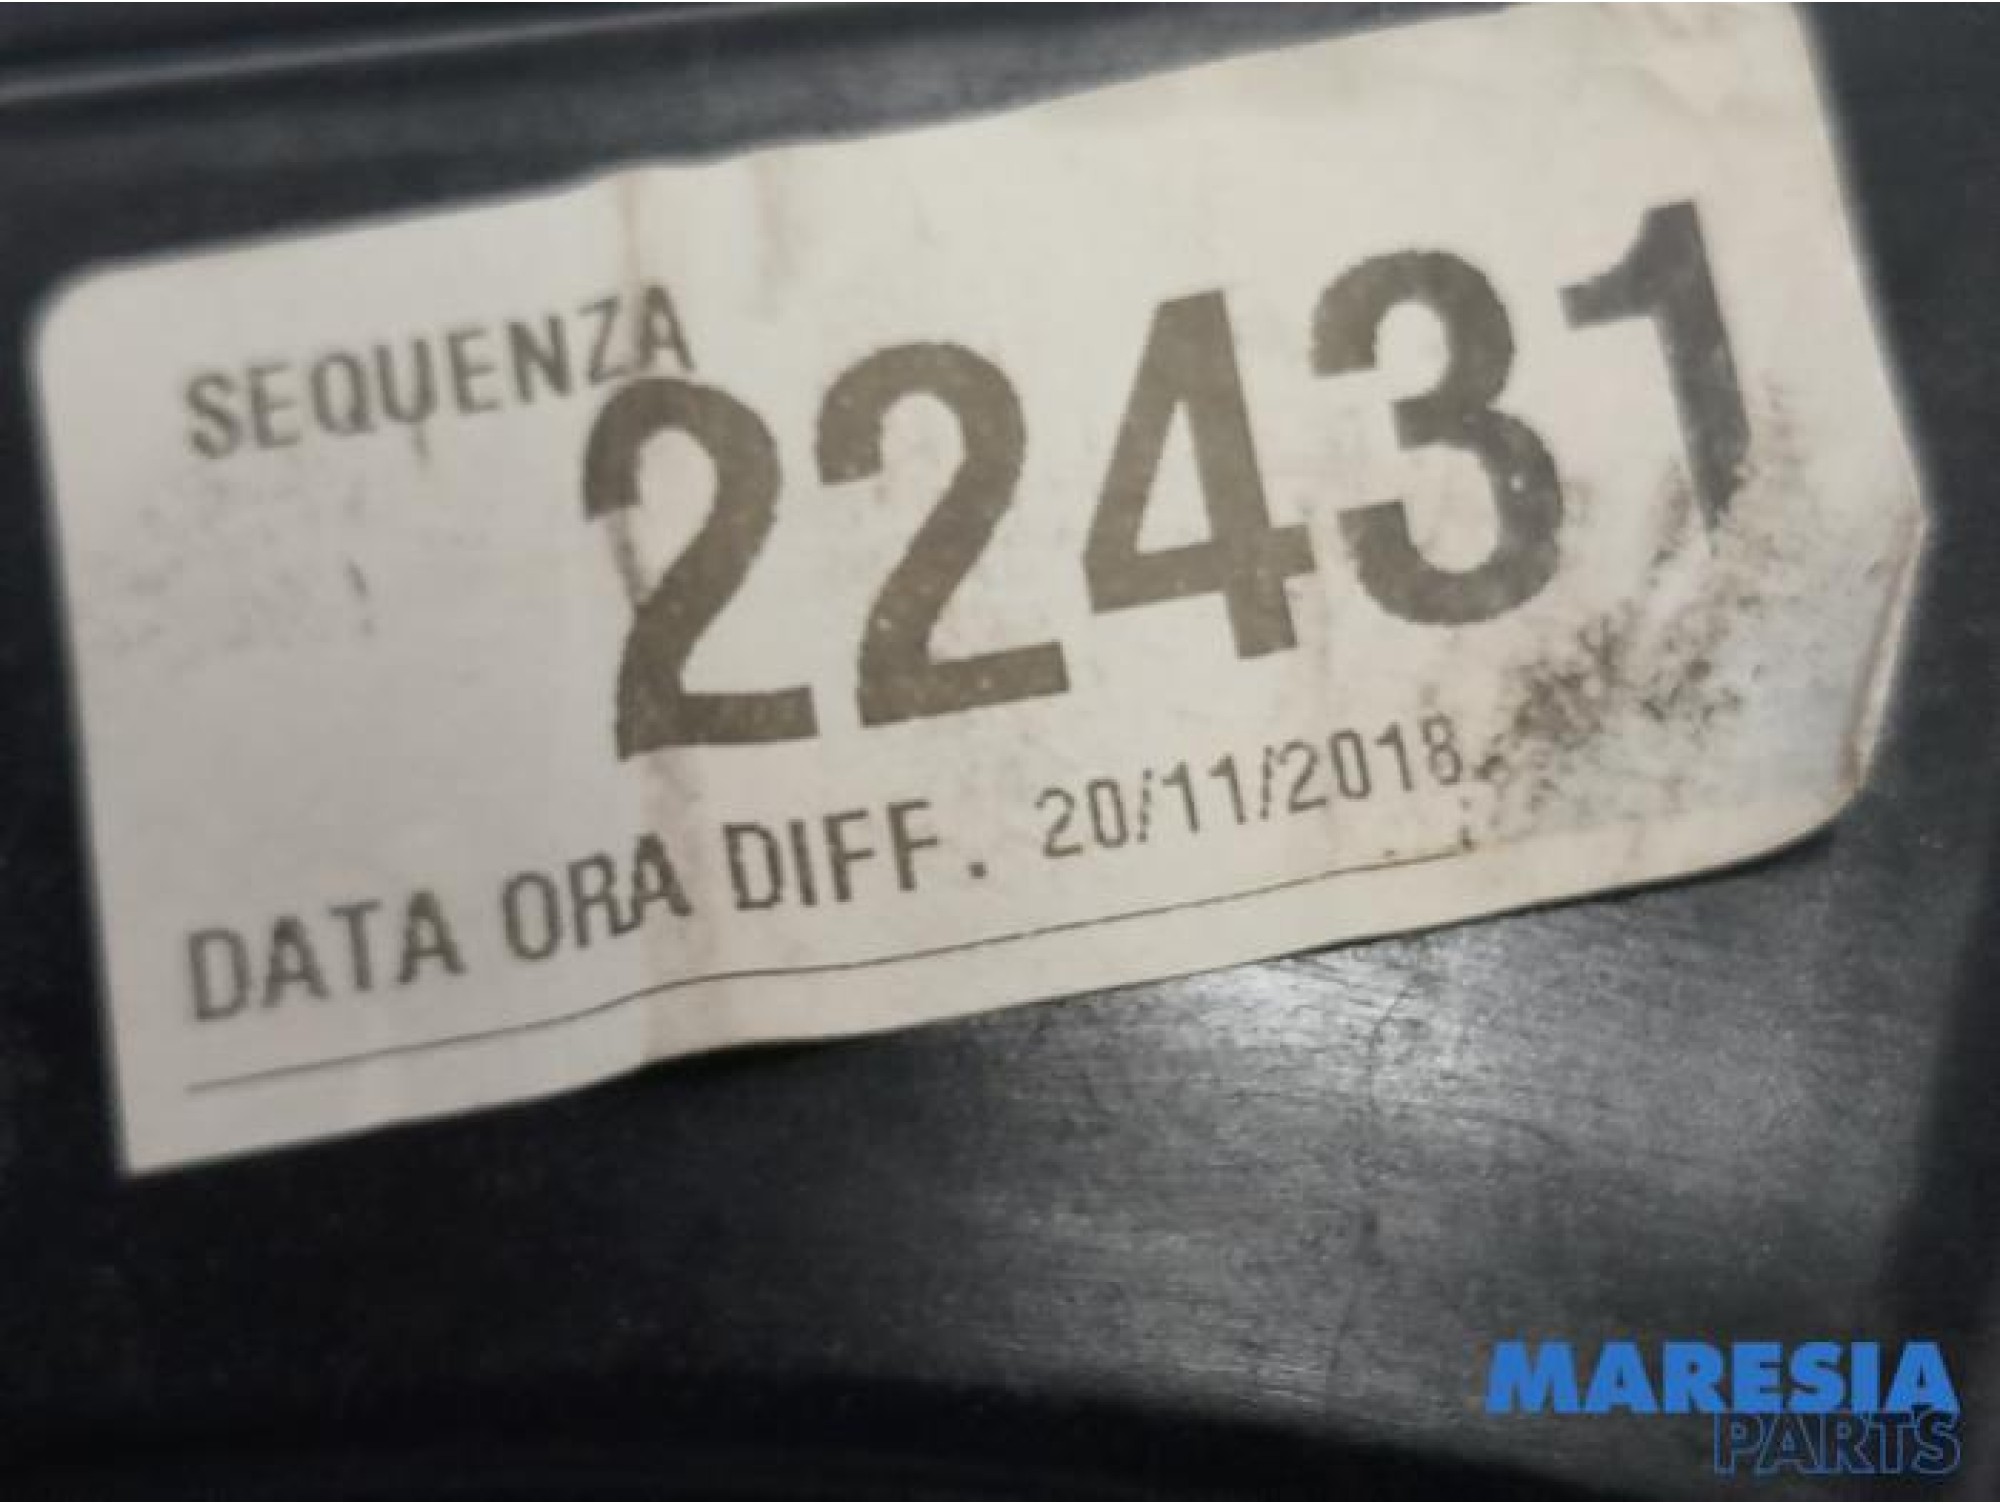 SEQUENZA
22431
DATA ORA DIFF. 20/11/2018
MARESIA
PARTS